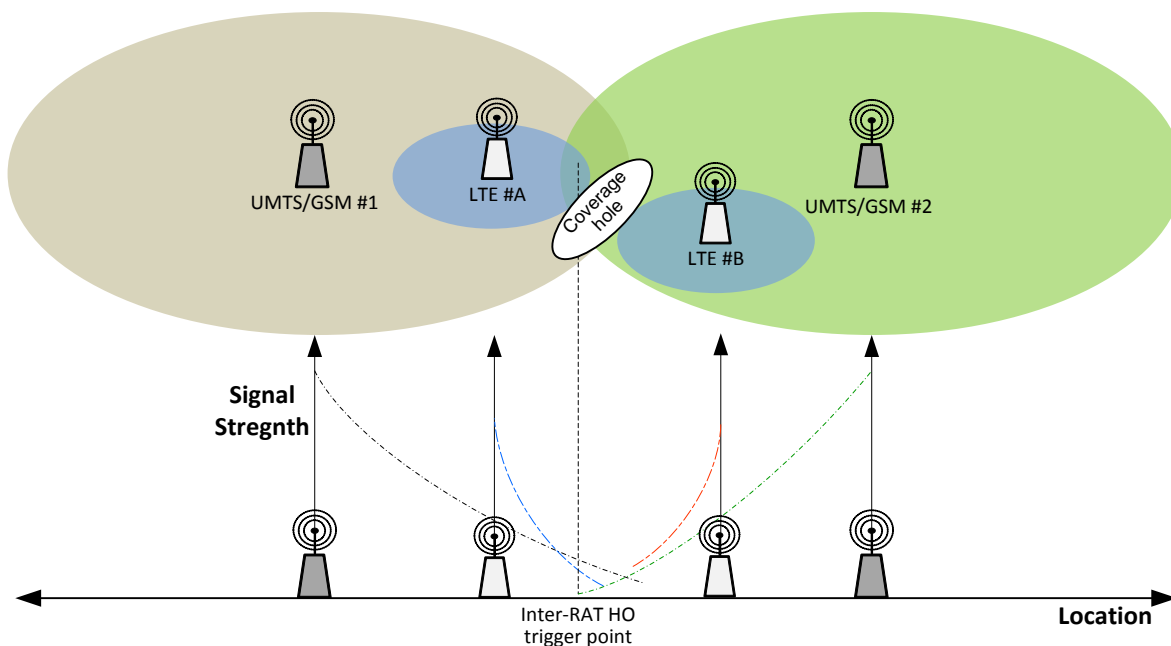 UMTS/GSM #1
LTE #A
Coverage
hole
LTE #B
UMTS/GSM #2
Signal
Stregnth
Inter-RAT HO
trigger point
Location